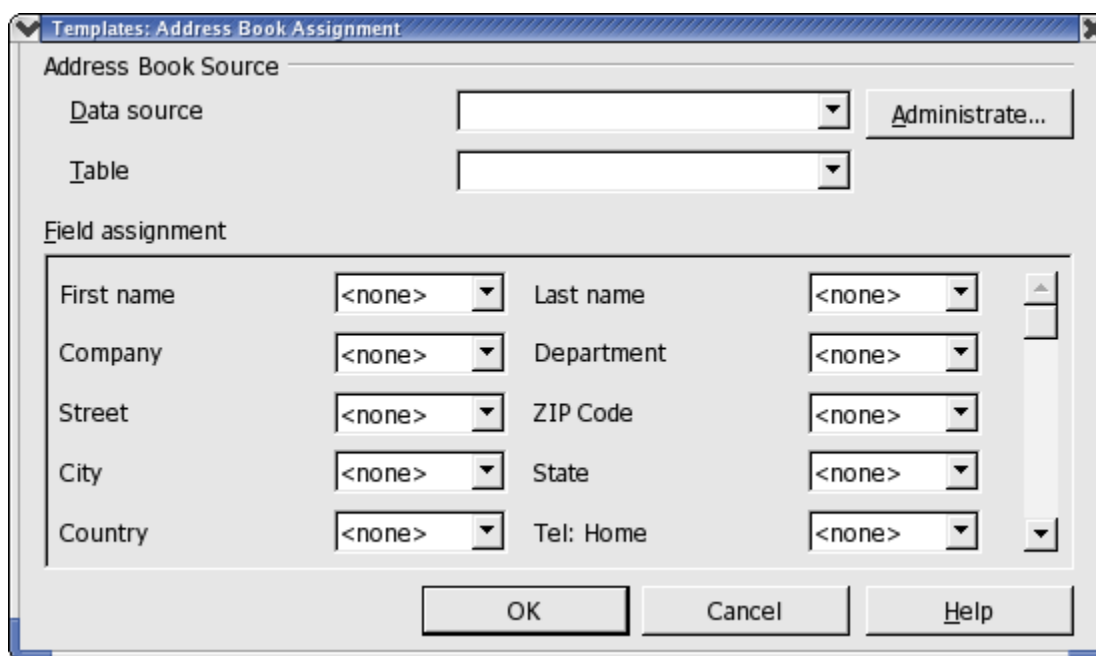 Templates: Address Book Assignment
Address Book Source
Data source Administrate...
Table
Field assignment
First name <none> Last name <none>
Company <none> Department <none>
Street <none> ZIP Code <none>
City <none> State <none>
Country <none> Tel: Home <none>
OK Cancel Help